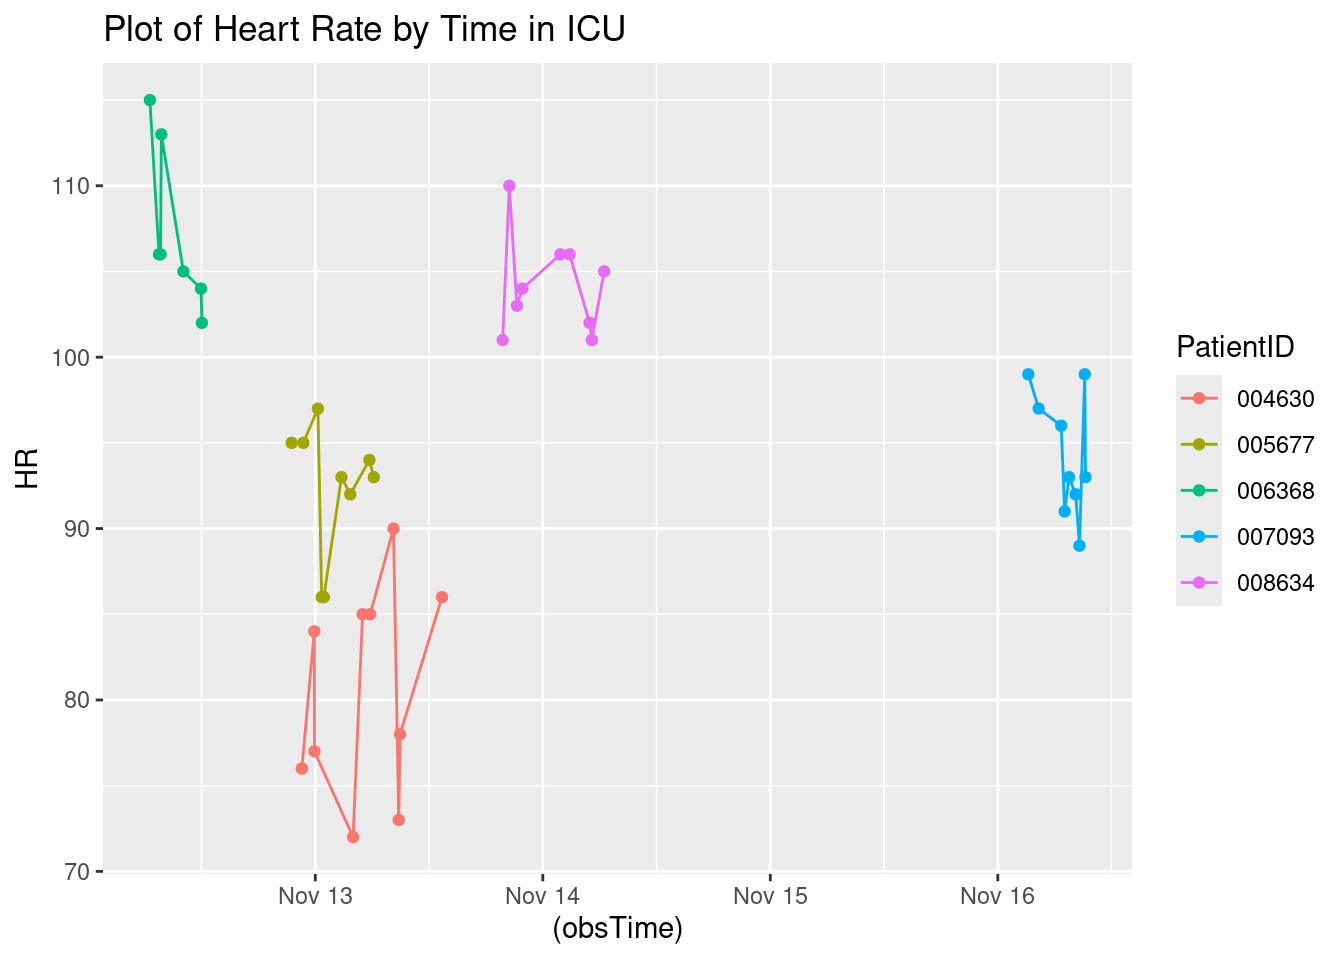 Plot of Heart Rate by Time in ICU
110
100
90
80
70
HR
Nov 13
Nov 14
Nov 15
Nov 16
(obsTime)
PatientID
004630
005677
006368
007093
008634